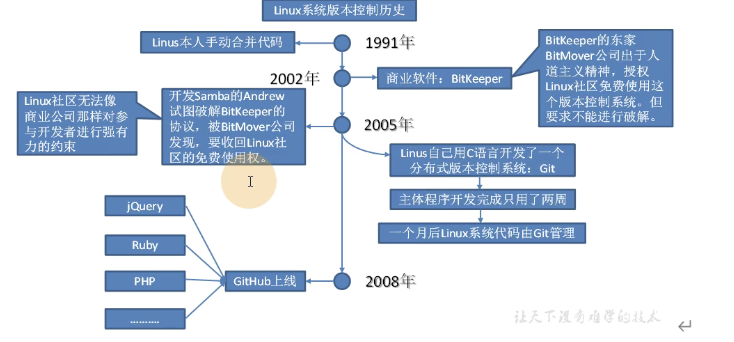 Linux系统版本控制历史
Linus本人手动合并代码
1991年
2002年
商业软件：BitKeeper
BitKeeper的东家
BitMover公司出于人
道主义精神，授权
Linux社区免费使用这
个版本控制系统。但
要求不能进行破解。
Linux社区无法像
商业公司那样对参
与开发者进行强有
力的约束
开发Samba的Andrew
试图破解BitKeeper的
协议，被BitMover公司
发现，要收回Linux社
区的免费使用权。
2005年
Linus自己用C语言开发了一个
分布式版本控制系统：Git
主体程序开发完成只用了两周
一个月后Linux系统代码由Git管理
jQuery
Ruby
PHP
……….
GitHub上线
2008年
让天下没有难学的技术